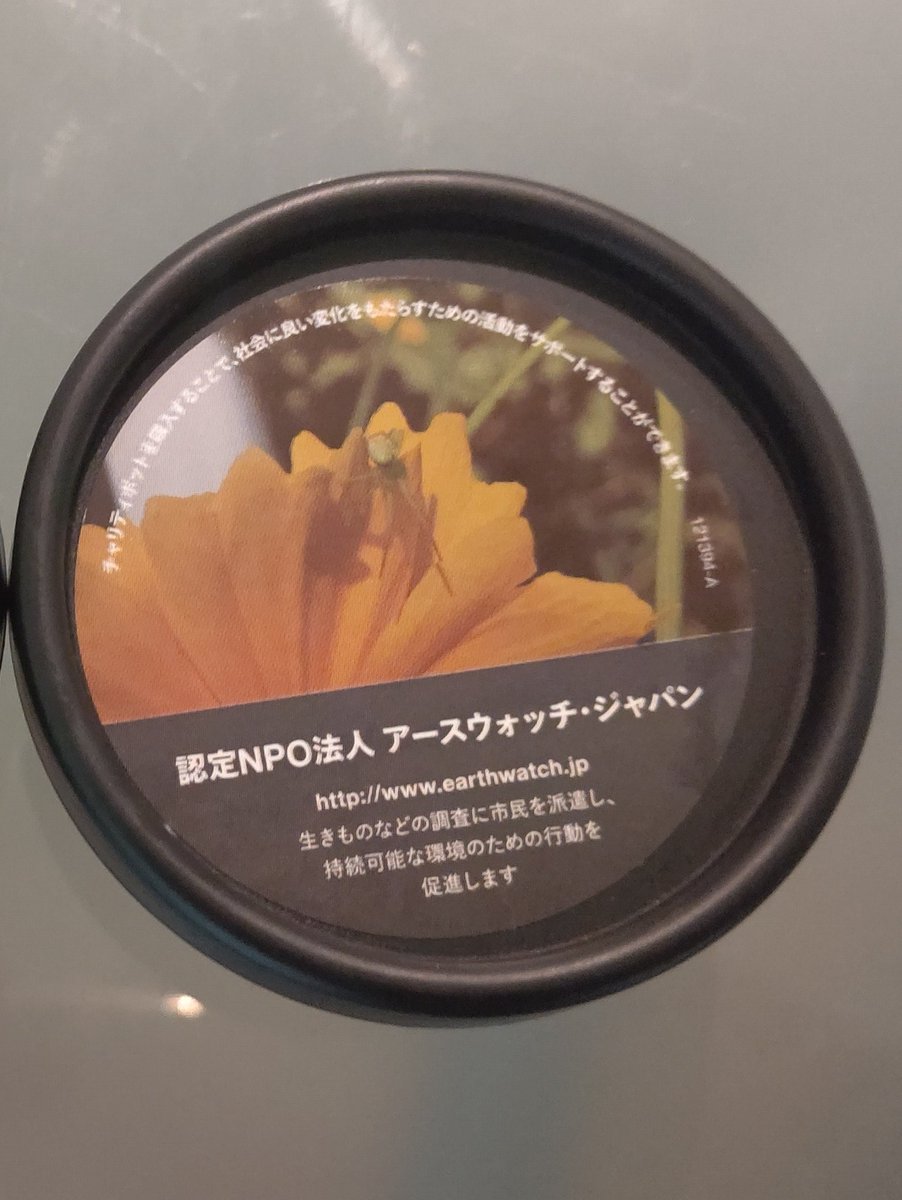 チャリティポットを購入することで、社会に良い変化をもたらすための活動をサポートすることができます。
121394-A
認定NPO法人 アースウォッチ・ジャパン
http://www.earthwatch.jp
生きものなどの調査に市民を派遣し、
持続可能な環境のための行動を
促進します